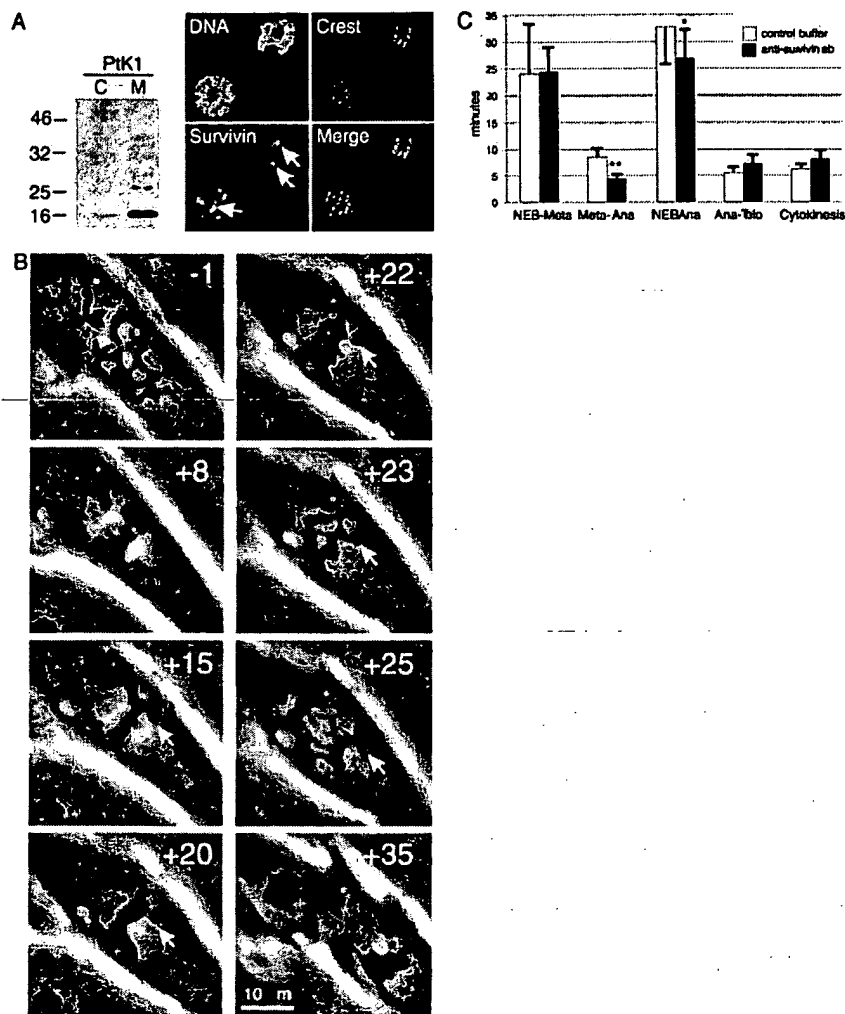 A
PtK1
C M
46
32
25
16
DNA
Crest
Survivin
Merge
C
minutes
35
30
25
20
15
10
5
0
control buffer
anti-suvivin ab
*
**
NEB-Meta Meta-Ana NEBAna Ana-Telo Cytokinesis
B
-1
+22
+8
+23
+15
+25
+20
+35
10 m